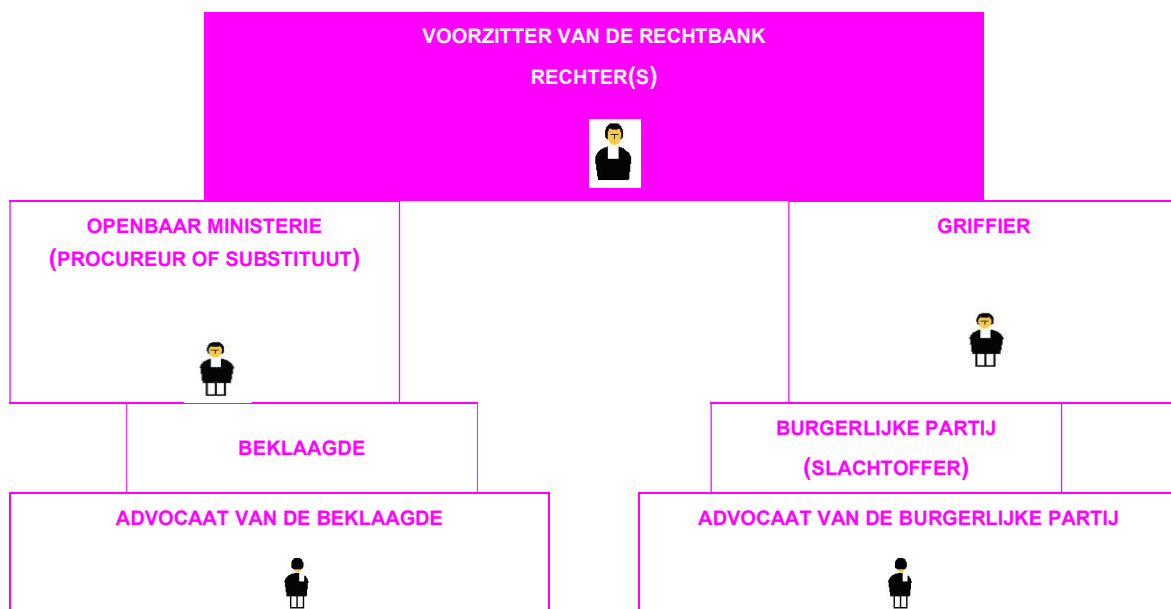 VOORZITTER VAN DE RECHTBANK
RECHTER(S)
OPENBAAR MINISTERIE
(PROCUREUR OF SUBSTITUUT)
GRIFFIER
BEKLAAGDE
BURGERLIJKE PARTIJ
(SLACHTOFFER)
ADVOCAAT VAN DE BEKLAAGDE
ADVOCAAT VAN DE BURGERLIJKE PARTIJ